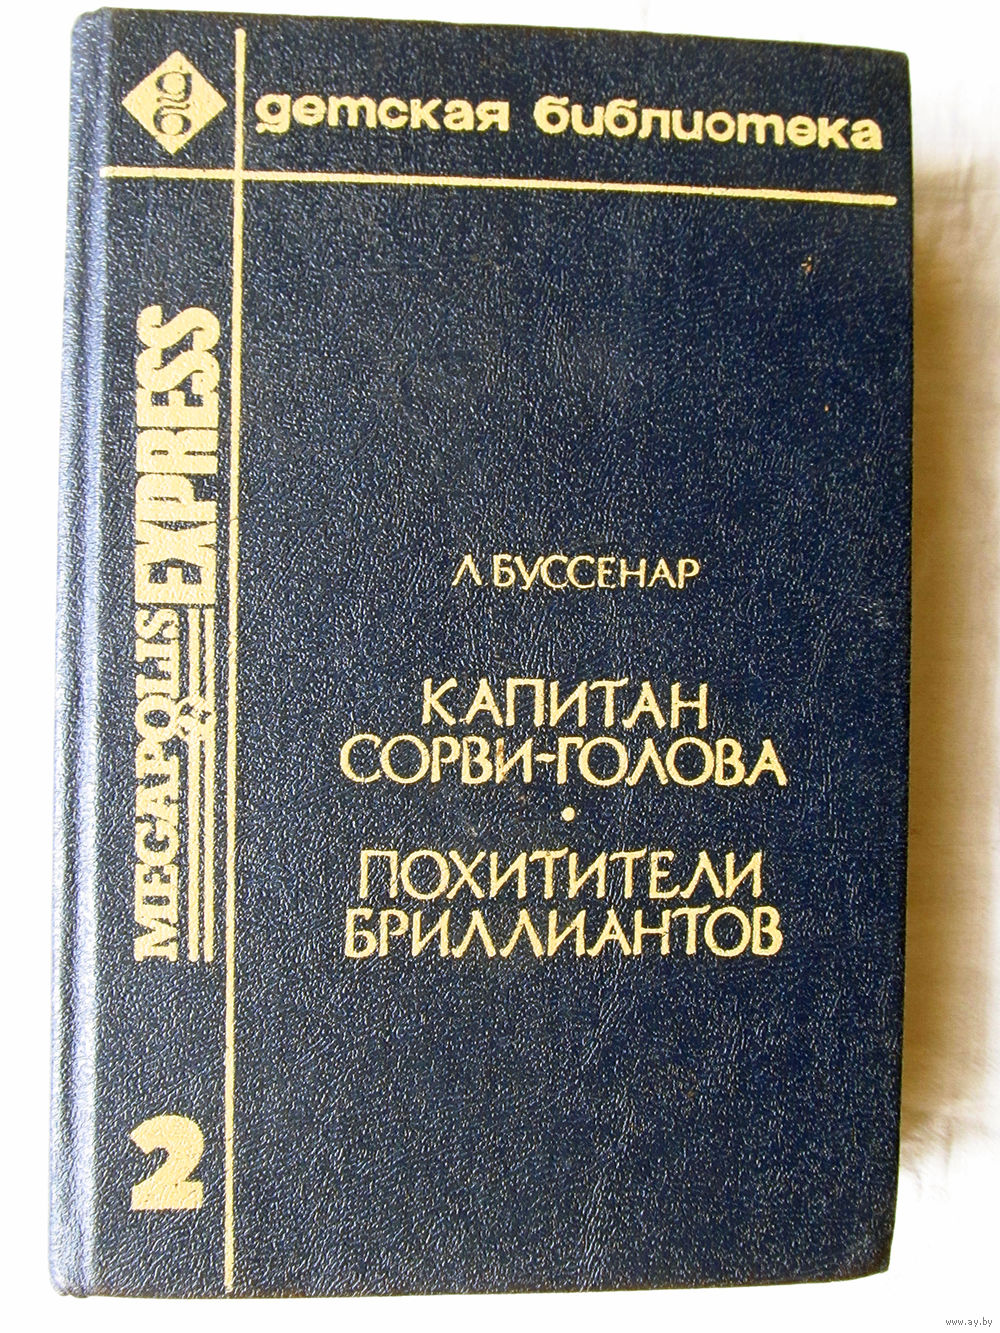 детская библиотека
MEGAPOLIS EXPRESS
Л БУССЕНАР
КАПИТАН
СОРВИ-ГОЛОВА
•
ПОХИТИТЕЛИ
БРИЛЛИАНТОВ
2
www.ay.by